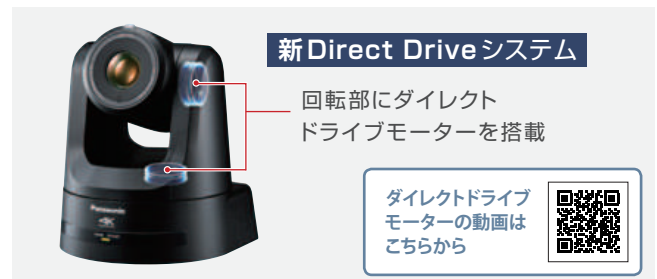 新Direct Driveシステム
回転部にダイレクト
ドライブモーターを搭載
ダイレクトドライブ
モーターの動画は
こちらから
Panasonic
4K